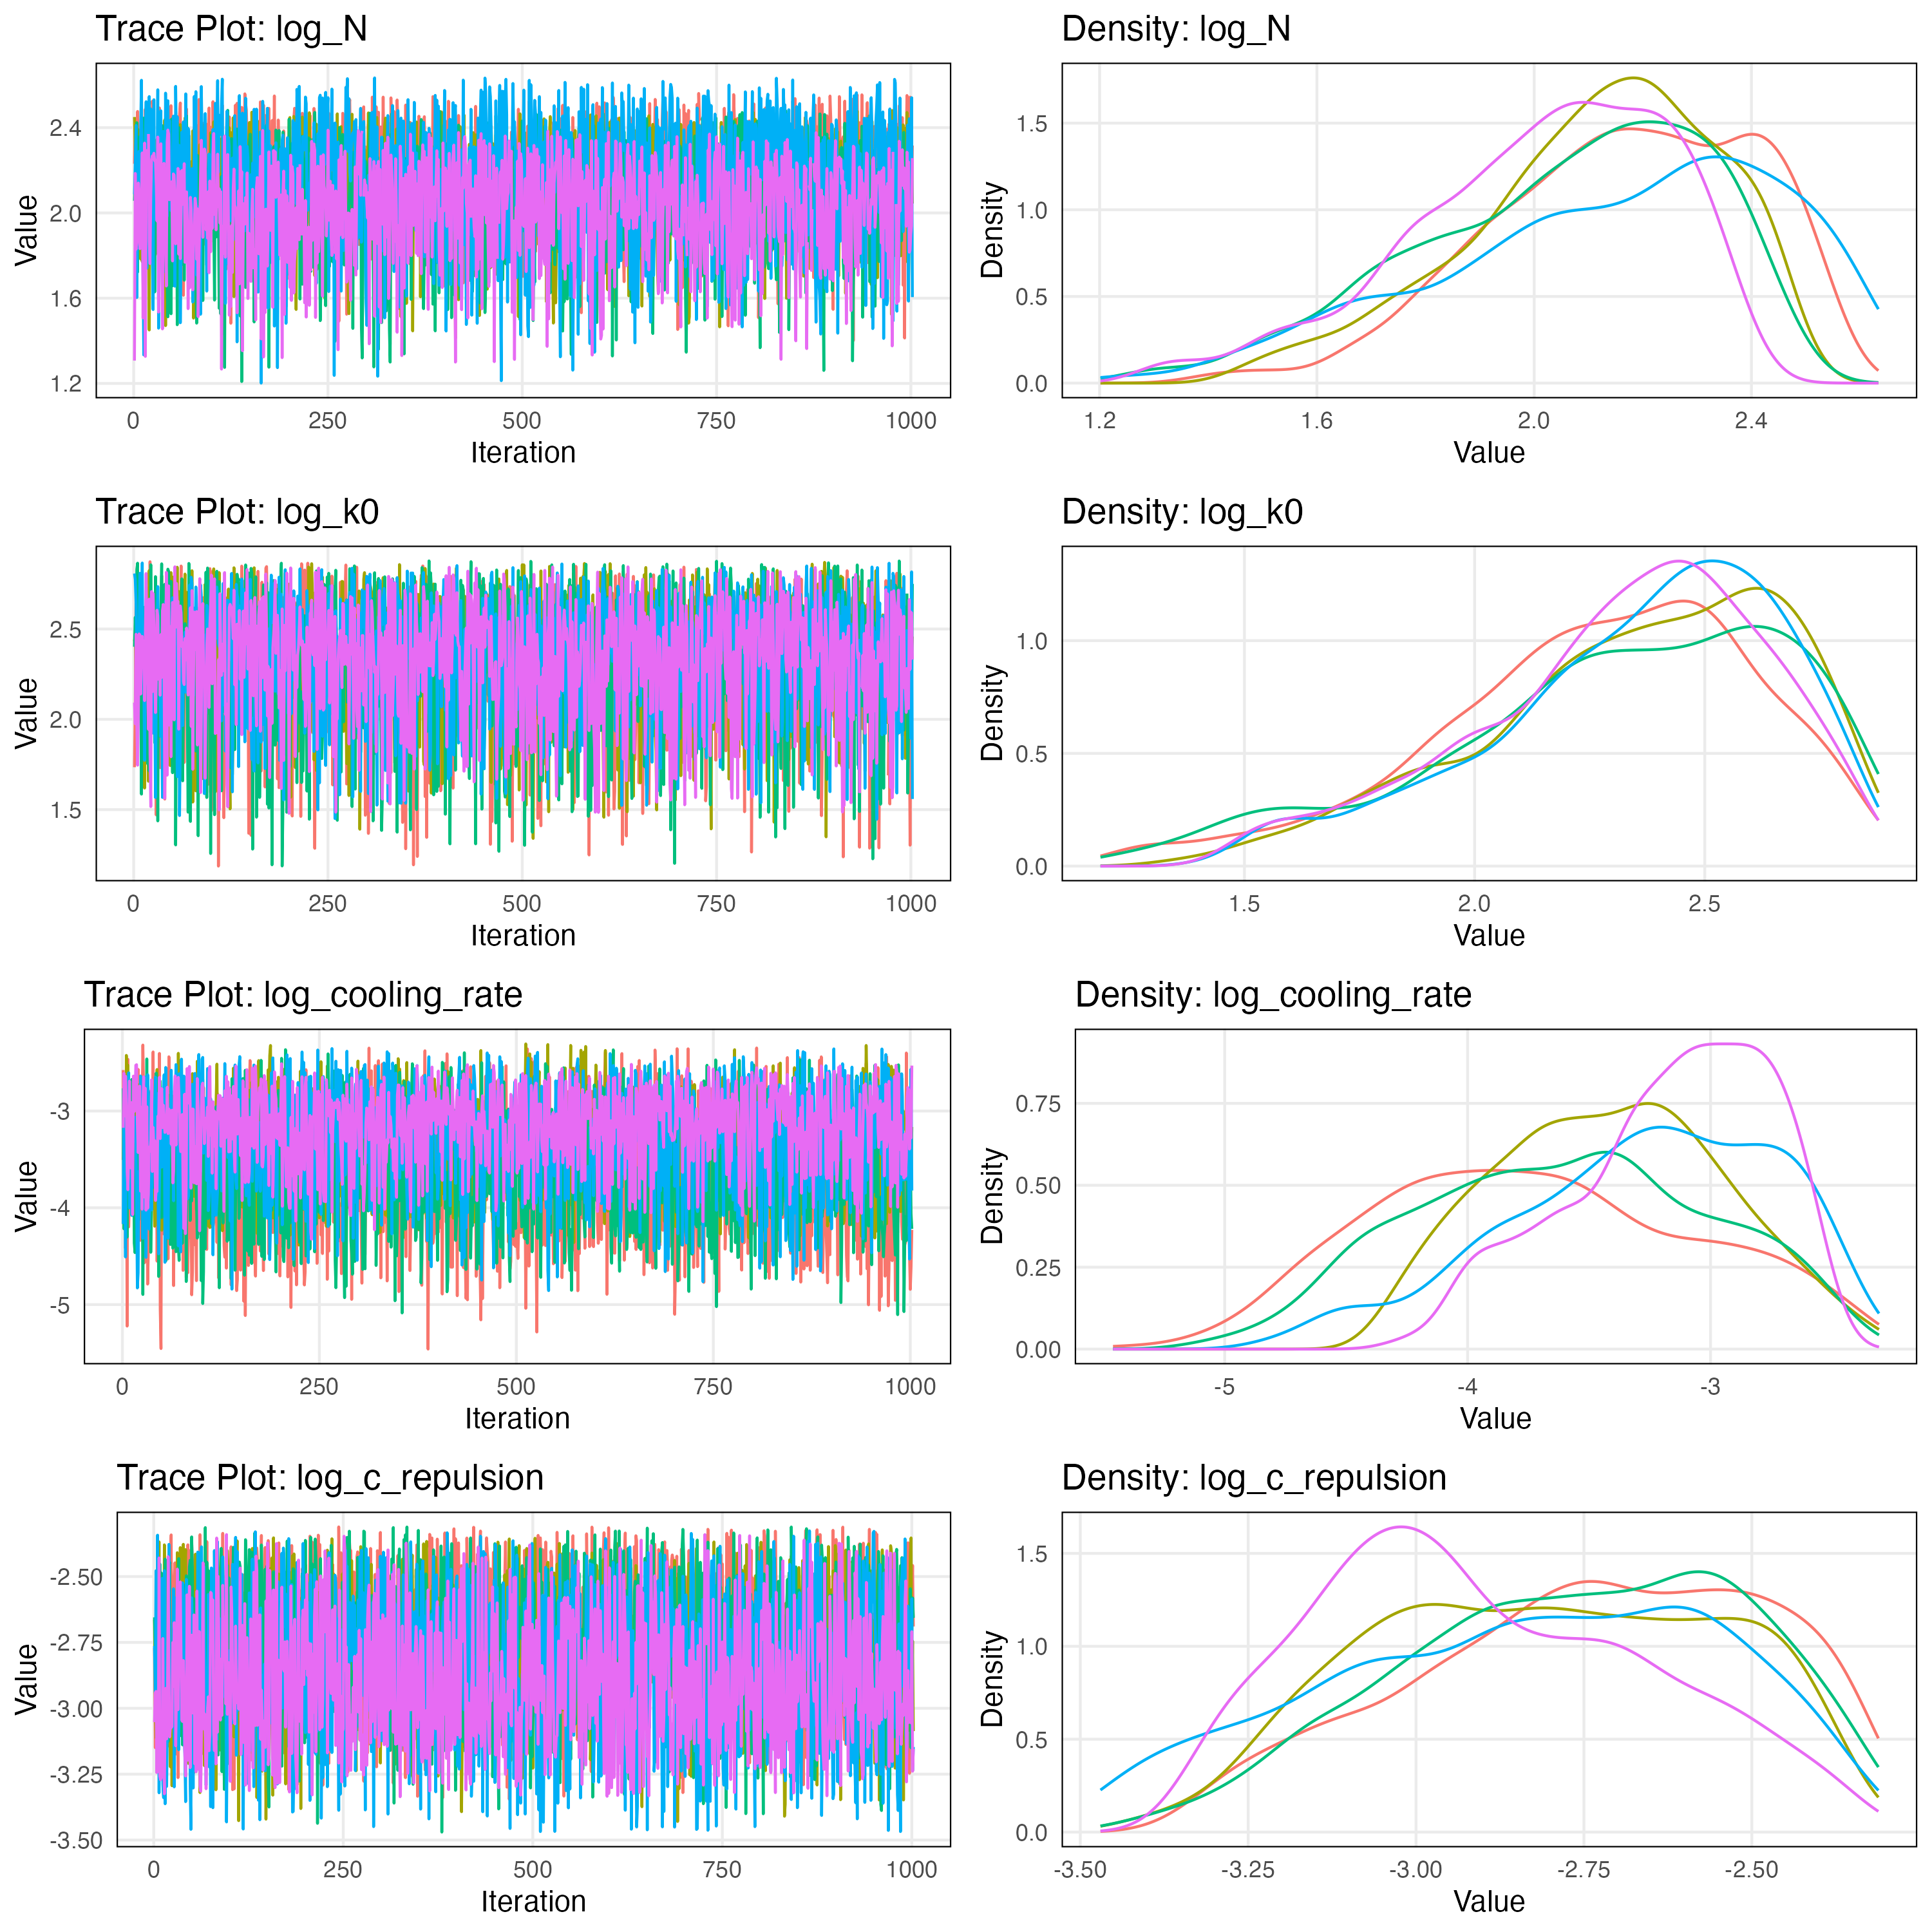 Trace Plot: log_N
Value
2.4
2.0
1.6
1.2
0 250 500 750 1000
Iteration
Density: log_N
Density
1.5
1.0
0.5
0.0
1.2 1.6 2.0 2.4
Value
Trace Plot: log_k0
Value
2.5
2.0
1.5
0 250 500 750 1000
Iteration
Density: log_k0
Density
1.0
0.5
0.0
1.5 2.0 2.5
Value
Trace Plot: log_cooling_rate
Value
-3
-4
-5
0 250 500 750 1000
Iteration
Density: log_cooling_rate
Density
0.75
0.50
0.25
0.00
-5 -4 -3
Value
Trace Plot: log_c_repulsion
Value
-2.50
-2.75
-3.00
-3.25
-3.50
0 250 500 750 1000
Iteration
Density: log_c_repulsion
Density
1.5
1.0
0.5
0.0
-3.50 -3.25 -3.00 -2.75 -2.50
Value